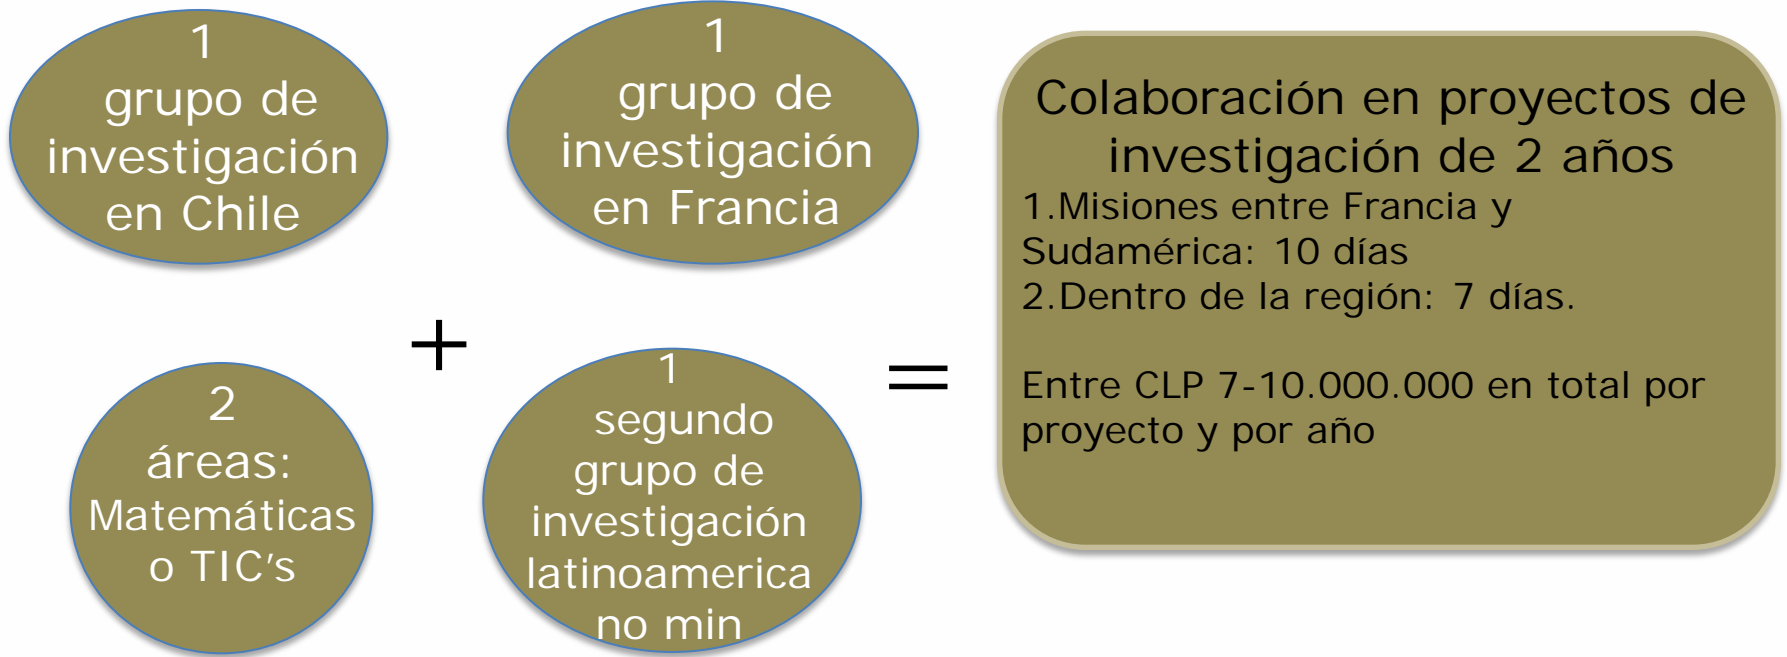 1
grupo de
investigación
en Chile
1
grupo de
investigación
en Francia
+
2
áreas:
Matemáticas
o TIC's
1
segundo
grupo de
investigación
latinoamerica
no min
=
Colaboración en proyectos de
investigación de 2 años
1.Misiones entre Francia y
Sudamérica: 10 días
2.Dentro de la región: 7 días.
Entre CLP 7-10.000.000 en total por
proyecto y por año